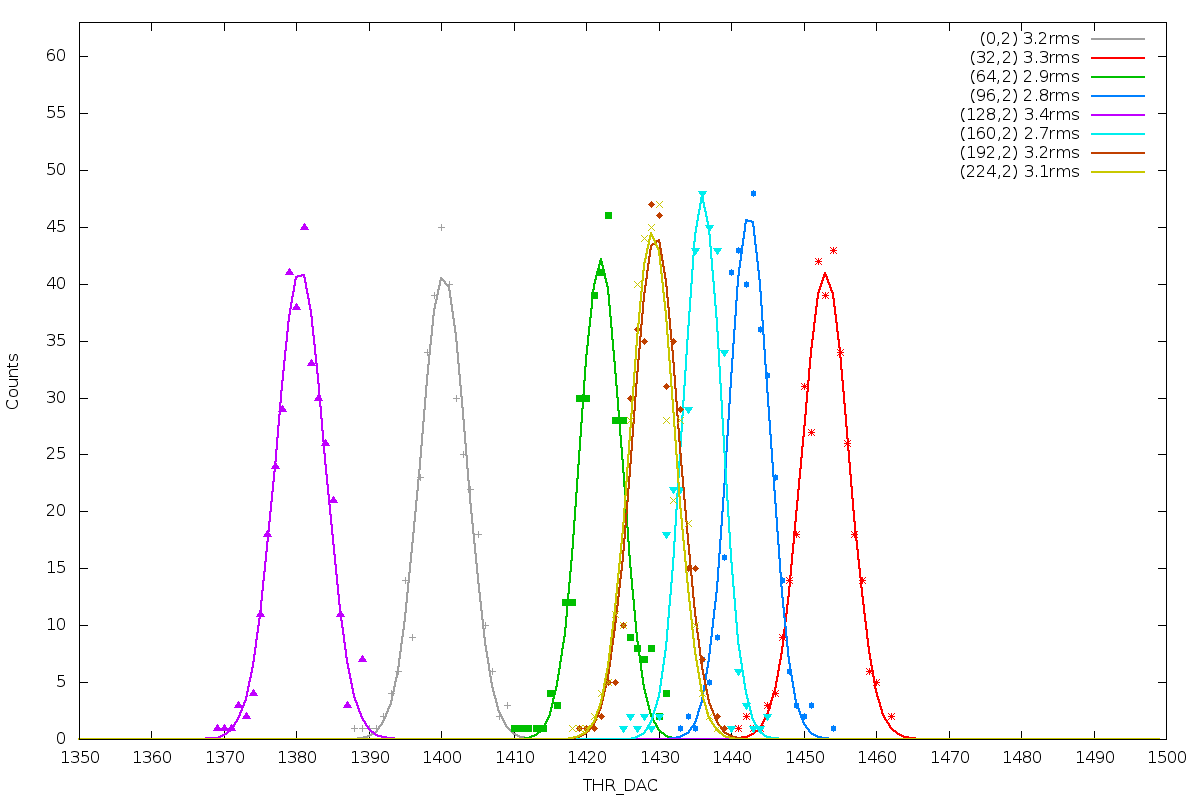 60
55
50
45
40
35
30
25
20
15
10
5
0
Counts
(0,2) 3.2rms
(32,2) 3.3rms
(64,2) 2.9rms
(96,2) 2.8rms
(128,2) 3.4rms
(160,2) 2.7rms
(192,2) 3.2rms
(224,2) 3.1rms
1350 1360 1370 1380 1390 1400 1410 1420 1430 1440 1450 1460 1470 1480 1490 1500
THR_DAC